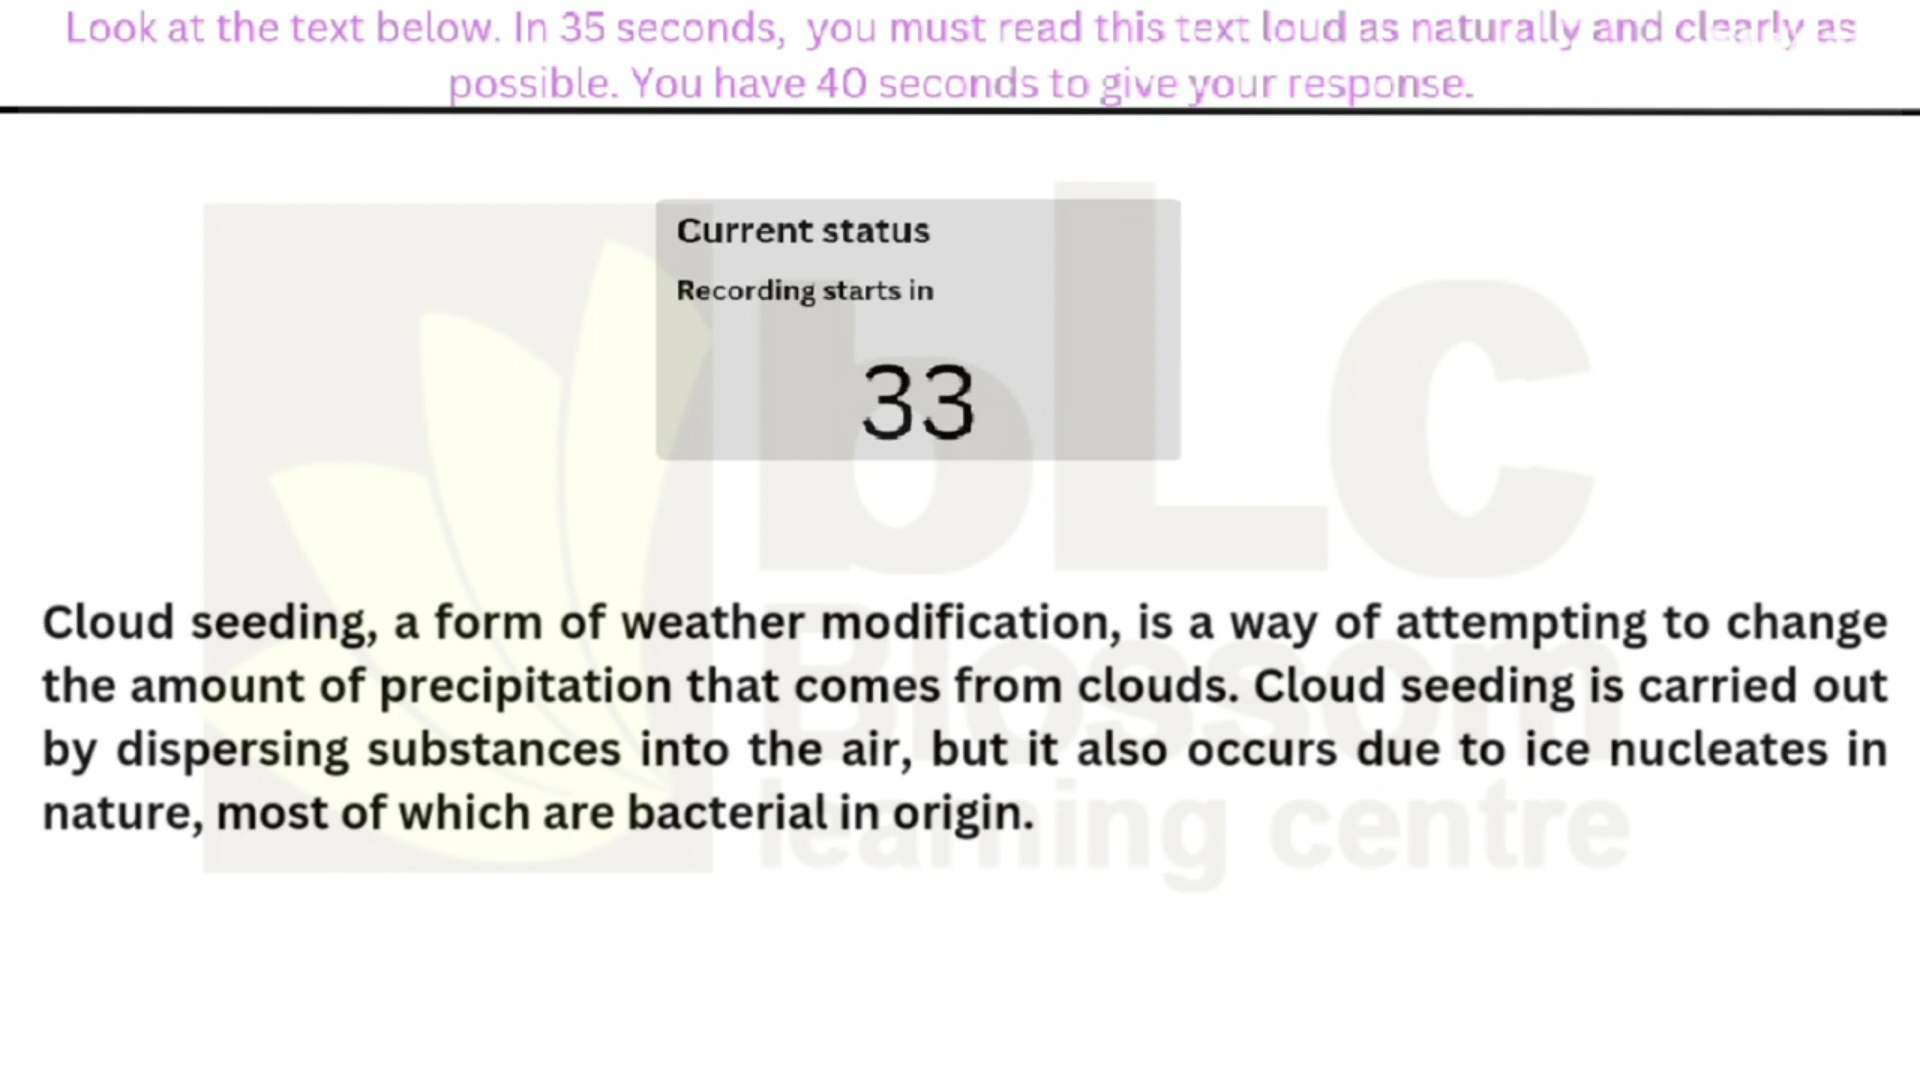 Look at the text below. In 35 seconds, you must read this text loud as naturally and clearly as
possible. You have 40 seconds to give your response.
Current status
Recording starts in
33
bLc
Blossom
learning centre
Cloud seeding, a form of weather modification, is a way of attempting to change
the amount of precipitation that comes from clouds. Cloud seeding is carried out
by dispersing substances into the air, but it also occurs due to ice nucleates in
nature, most of which are bacterial in origin.